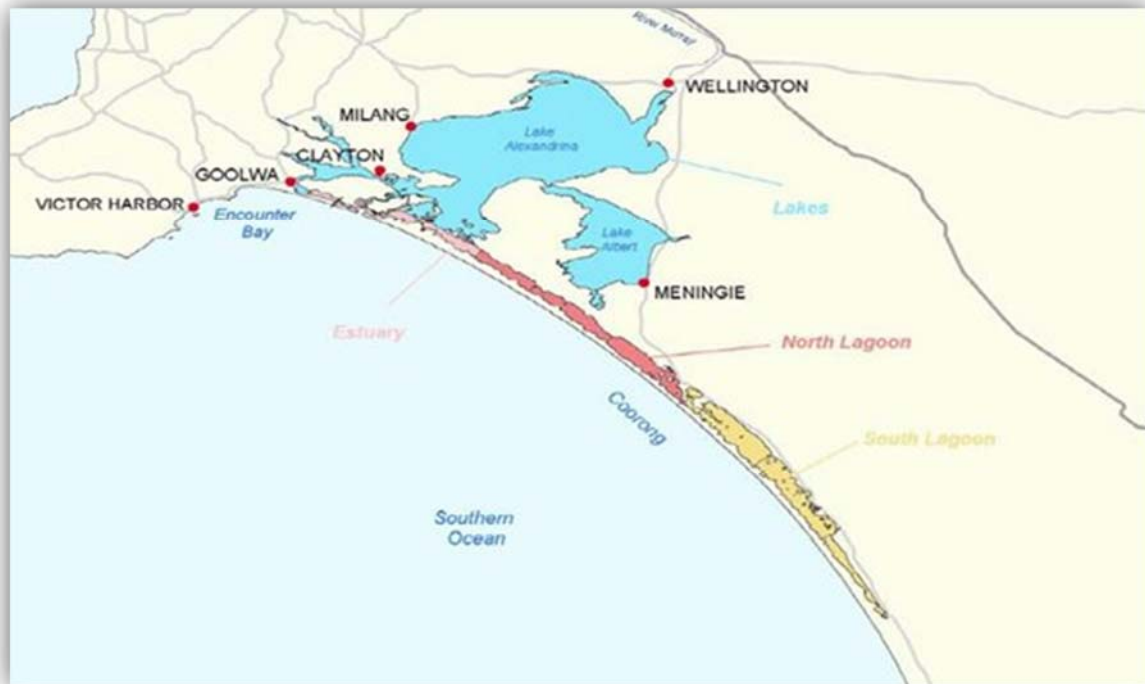 River Murray
WELLINGTON
MILANG
Lake
Alexandrina
CLAYTON
GOOLWA
VICTOR HARBOR
Encounter
Bay
Lakes
Lake
Albert
MENINGIE
Estuary
North Lagoon
Coorong
South Lagoon
Southern
Ocean